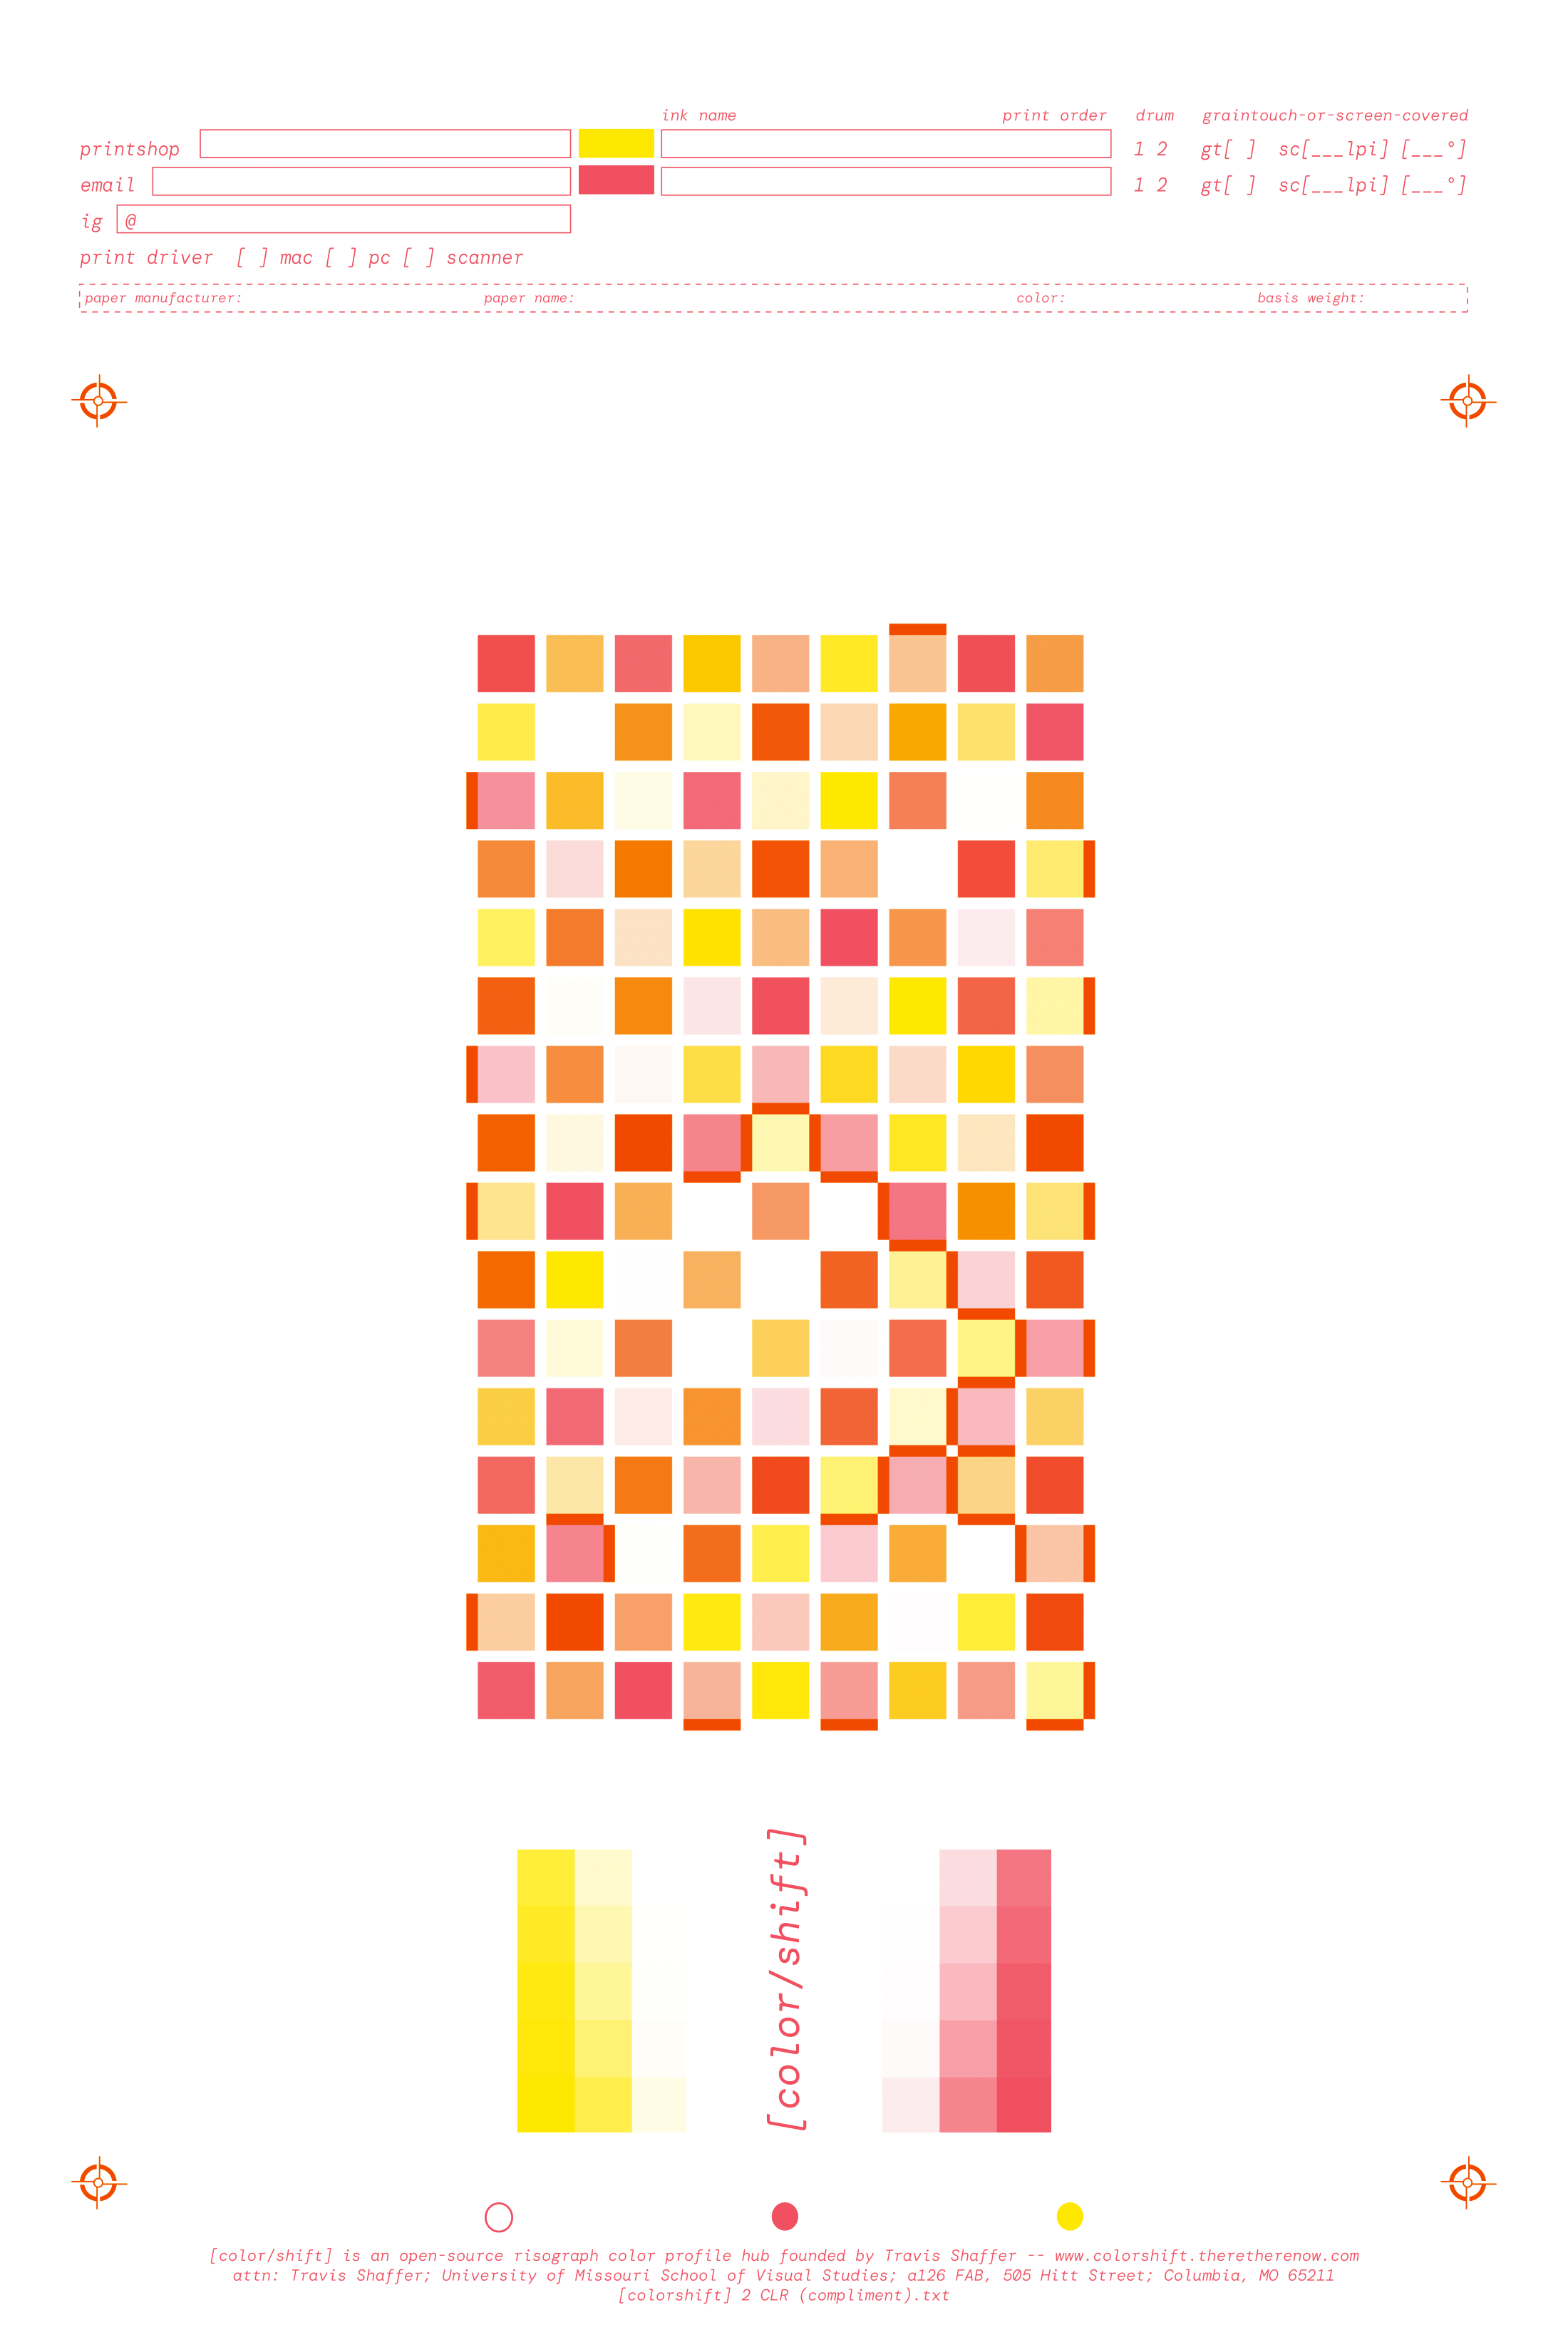 ink name print order drum graintouch-or-screen-covered
printshop 1 2 gt[ ] sc[___lpi] [___°]
email 1 2 gt[ ] sc[___lpi] [___°]
ig @
print driver [ ] mac [ ] pc [ ] scanner
paper manufacturer: paper name: color: basis weight:
[color/shift]
[color/shift] is an open-source risograph color profile hub founded by Travis Shaffer -- www.colorshift.theretherenow.com
attn: Travis Shaffer; University of Missouri School of Visual Studies; a126 FAB, 505 Hitt Street; Columbia, MO 65211
[colorshift] 2 CLR (compliment).txt